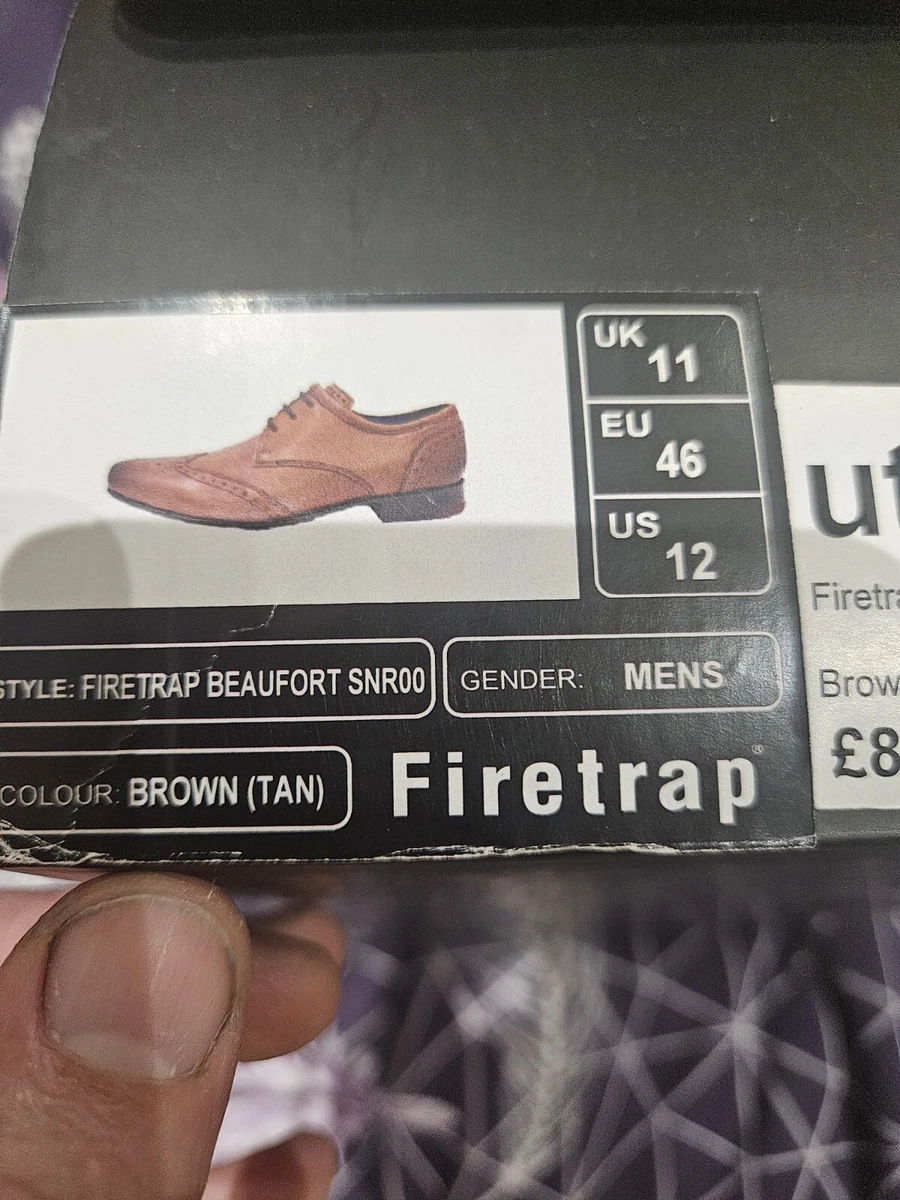 UK
11
EU
46
US
12
STYLE: FIRETRAP BEAUFORT SNR00
GENDER: MENS
COLOUR: BROWN (TAN)
Firetrap®